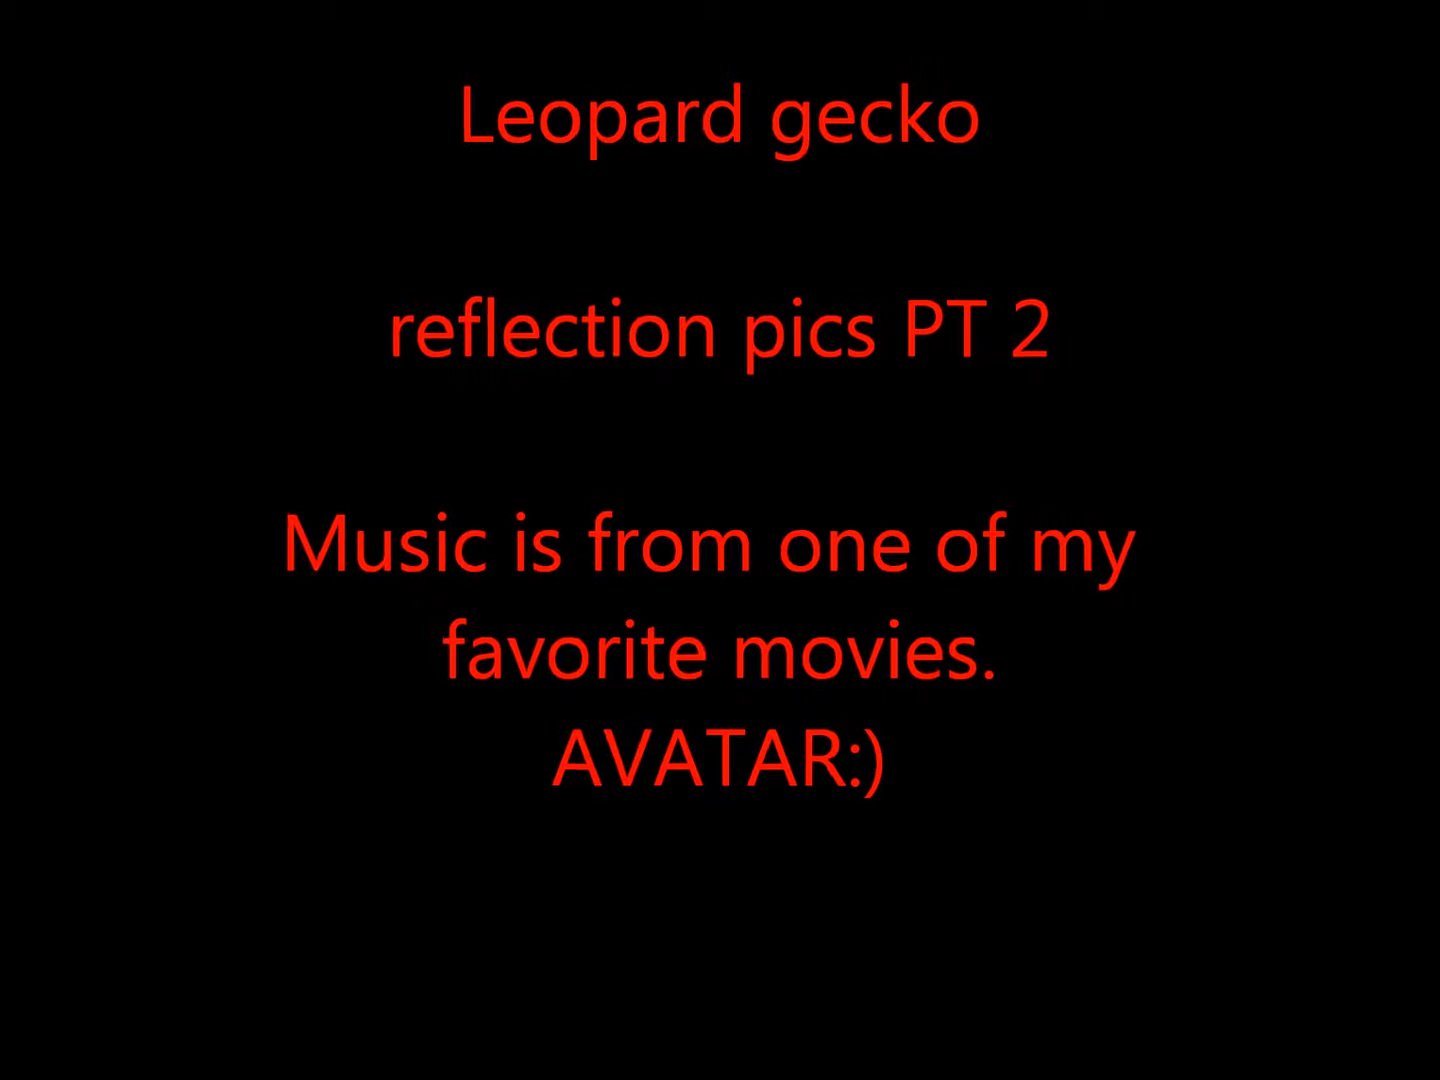 Leopard gecko
reflection pics PT 2
Music is from one of my
favorite movies.
AVATAR:)